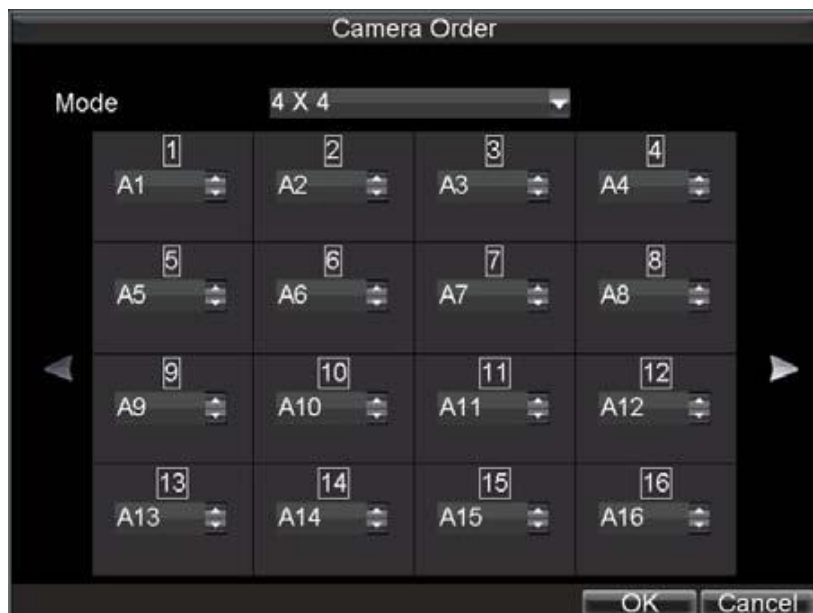 Camera Order
Mode 4 X 4
1 2 3 4
A1 A2 A3 A4
5 6 7 8
A5 A6 A7 A8
9 10 11 12
A9 A10 A11 A12
13 14 15 16
A13 A14 A15 A16
OK Cancel